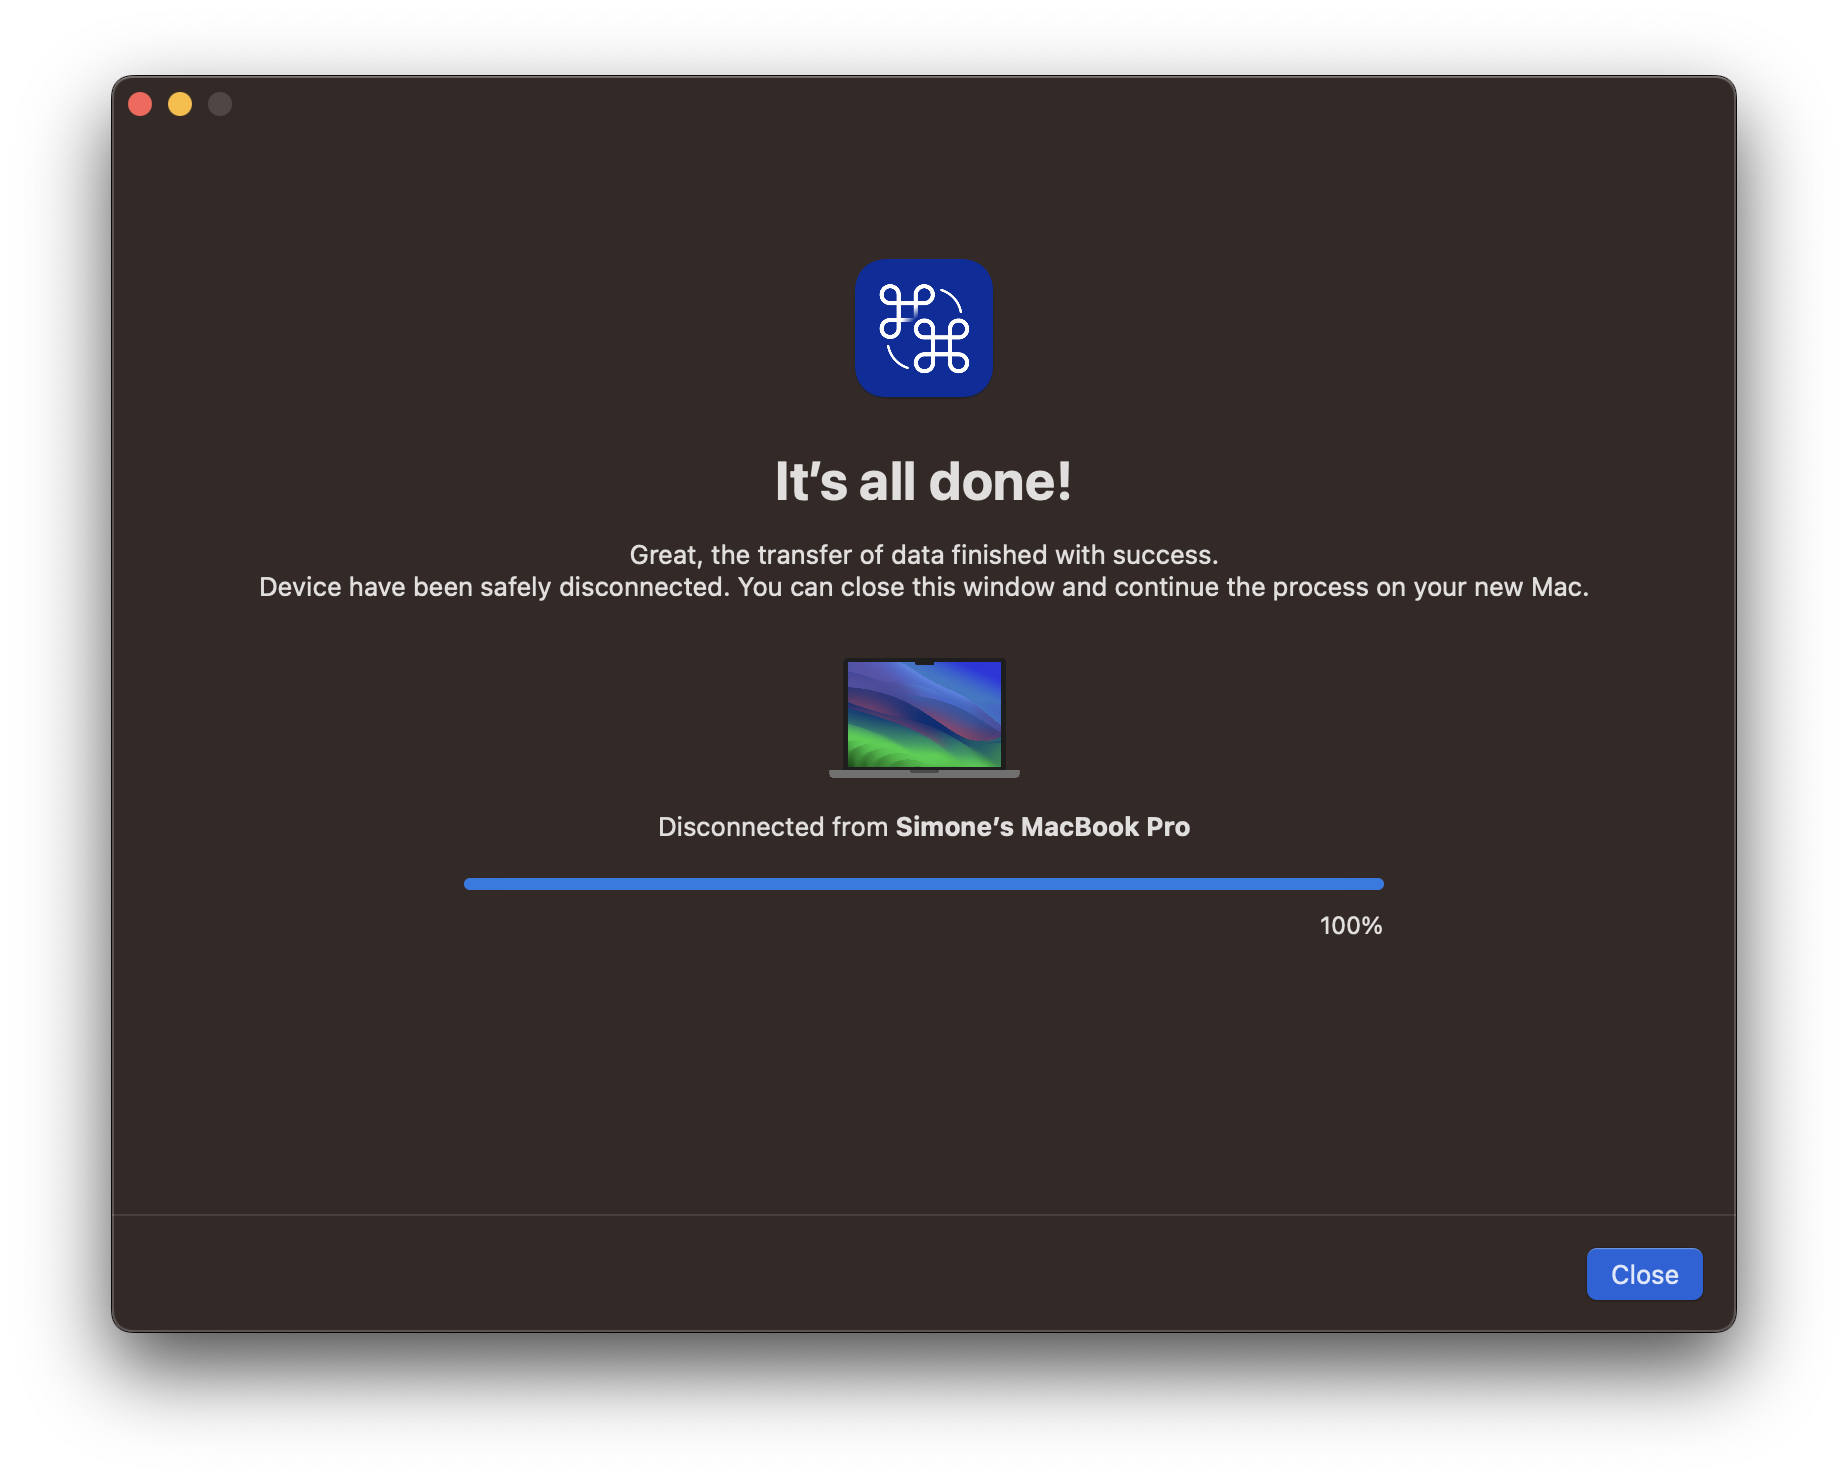 It’s all done!
Great, the transfer of data finished with success.
Device have been safely disconnected. You can close this window and continue the process on your new Mac.
Disconnected from Simone’s MacBook Pro
100%
Close